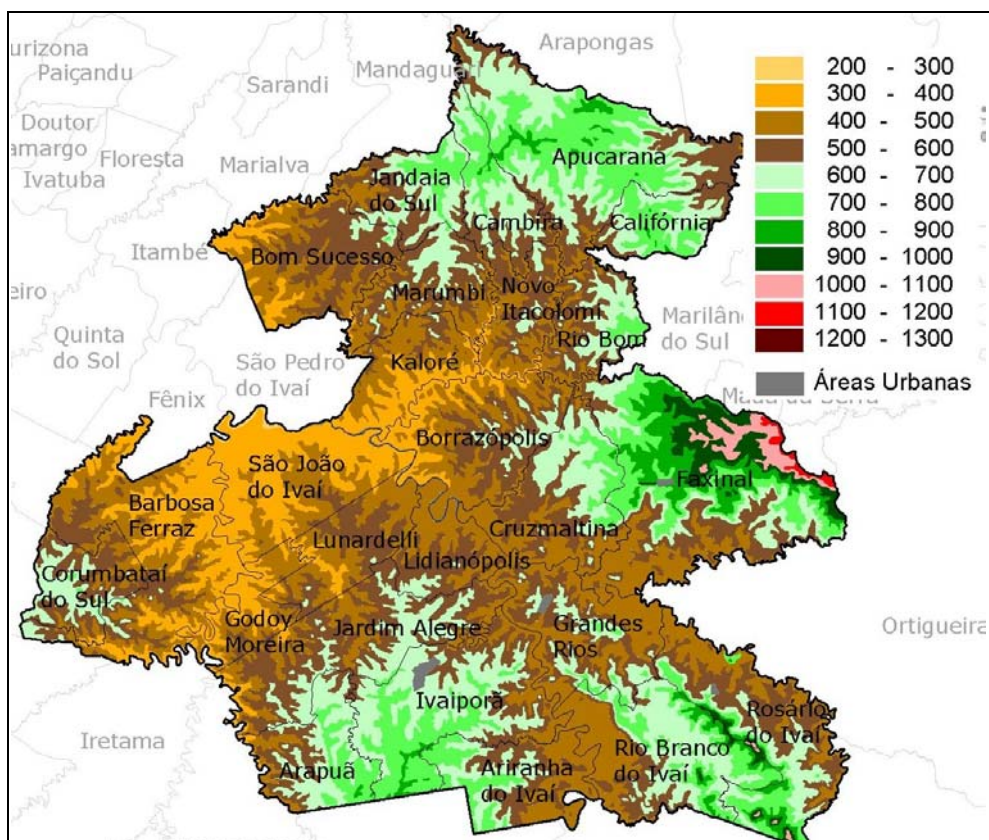 Arapongas
urizona
Paiçandu
Mandaguari
Sarandi
Doutor
amargo
Floresta
Ivatuba
Marialva
Apucarana
Jandaia
do Sul
Cambira
Califórnia
Itambé
Bom Sucesso
Marumbi
Novo
Itacolomi
eiro
Quinta
do Sol
Rio Bom
Marilân
do Sul
São Pedro
do Ivaí
Kaloré
Fênix
Borrazópolis
São João
do Ivaí
Faxinal
Barbosa
Ferraz
Lunardelli
Cruzmaltina
Lidianópolis
Corumbataí
do Sul
Godoy
Moreira
Jardim Alegre
Grandes
Rios
Ortigueira
Ivaiporã
Rosário
do Ivaí
Iretama
Arapuã
Ariranha
do Ivaí
Rio Branco
do Ivaí
200 - 300
300 - 400
400 - 500
500 - 600
600 - 700
700 - 800
800 - 900
900 - 1000
1000 - 1100
1100 - 1200
1200 - 1300
Áreas Urbanas